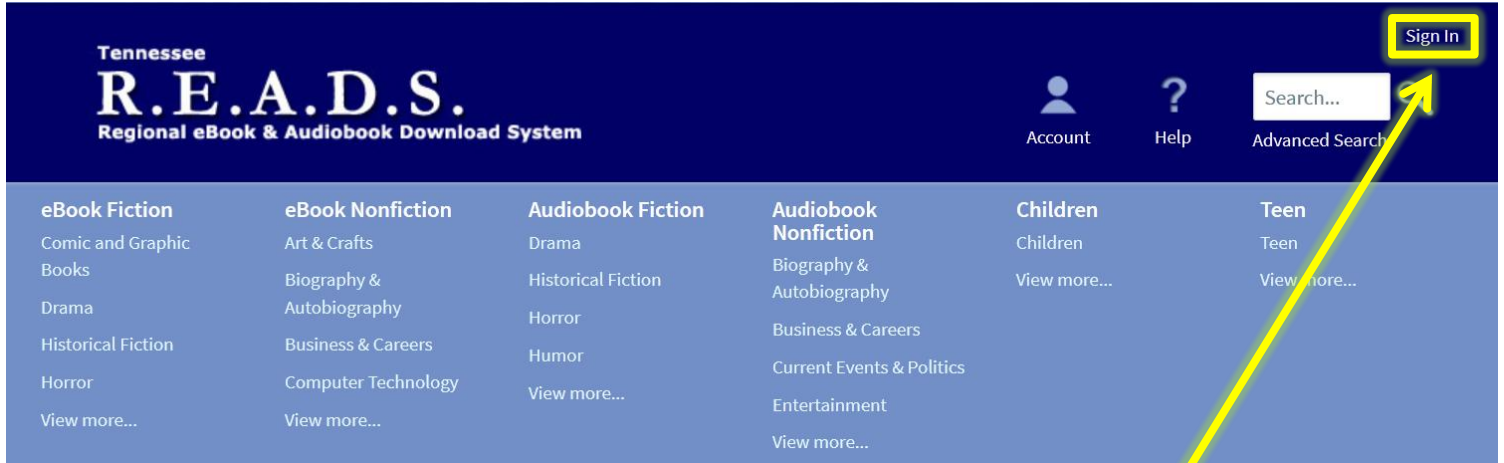 Sign In
Tennessee
R.E.A.D.S.
Regional eBook & Audiobook Download System
Account
Help
Search...
Advanced Search
eBook Fiction
Comic and Graphic
Books
Drama
Historical Fiction
Horror
View more...
eBook Nonfiction
Art & Crafts
Biography &
Autobiography
Business & Careers
Computer Technology
View more...
Audiobook Fiction
Drama
Historical Fiction
Horror
Humor
View more...
Audiobook
Nonfiction
Biography &
Autobiography
Business & Careers
Current Events & Politics
Entertainment
View more...
Children
Children
View more...
Teen
Teen
View more...